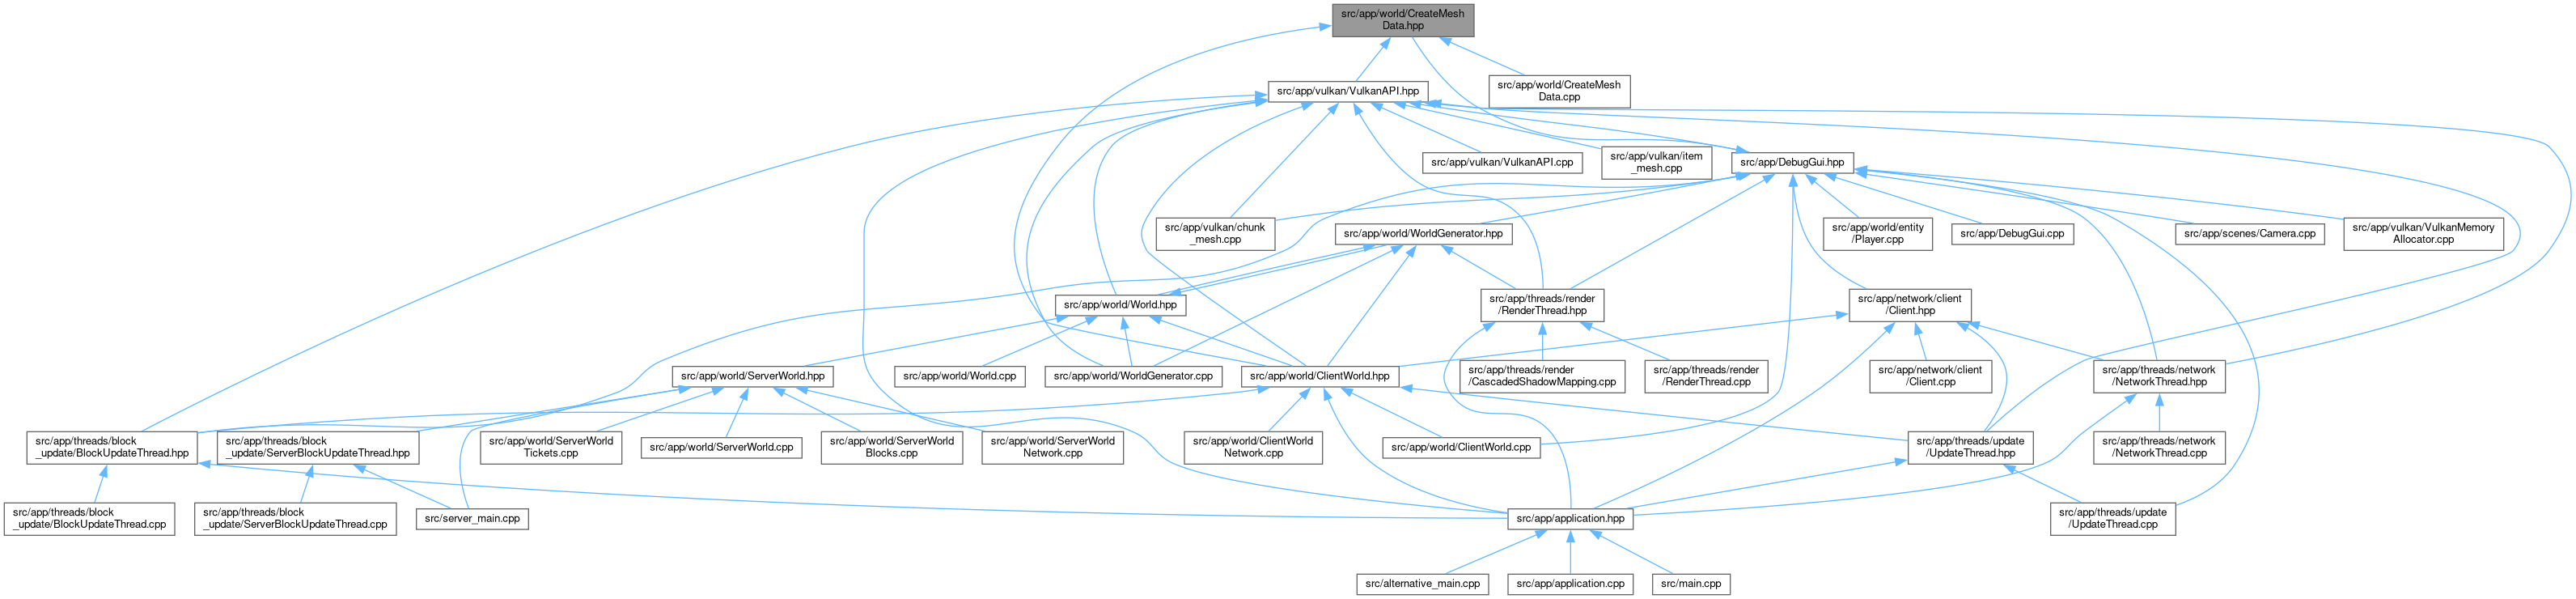 src/app/world/CreateMesh
Data.hpp
src/app/vulkan/VulkanAPI.hpp
src/app/world/CreateMesh
Data.cpp
src/app/vulkan/VulkanAPI.cpp
src/app/vulkan/item
_mesh.cpp
src/app/DebugGui.hpp
src/app/vulkan/chunk
_mesh.cpp
src/app/world/WorldGenerator.hpp
src/app/world/entity
/Player.cpp
src/app/DebugGui.cpp
src/app/scenes/Camera.cpp
src/app/vulkan/VulkanMemory
Allocator.cpp
src/app/world/World.hpp
src/app/threads/render
/RenderThread.hpp
src/app/network/client
/Client.hpp
src/app/world/ServerWorld.hpp
src/app/world/World.cpp
src/app/world/WorldGenerator.cpp
src/app/world/ClientWorld.hpp
src/app/threads/render
/CascadedShadowMapping.cpp
src/app/threads/render
/RenderThread.cpp
src/app/network/client
/Client.cpp
src/app/threads/network
/NetworkThread.hpp
src/app/threads/block
_update/BlockUpdateThread.hpp
src/app/threads/block
_update/ServerBlockUpdateThread.hpp
src/app/world/ServerWorld
Tickets.cpp
src/app/world/ServerWorld.cpp
src/app/world/ServerWorld
Blocks.cpp
src/app/world/ServerWorld
Network.cpp
src/app/world/ClientWorld
Network.cpp
src/app/world/ClientWorld.cpp
src/app/threads/update
/UpdateThread.hpp
src/app/threads/network
/NetworkThread.cpp
src/app/threads/block
_update/BlockUpdateThread.cpp
src/app/threads/block
_update/ServerBlockUpdateThread.cpp
src/server_main.cpp
src/app/application.hpp
src/app/threads/update
/UpdateThread.cpp
src/alternative_main.cpp
src/app/application.cpp
src/main.cpp